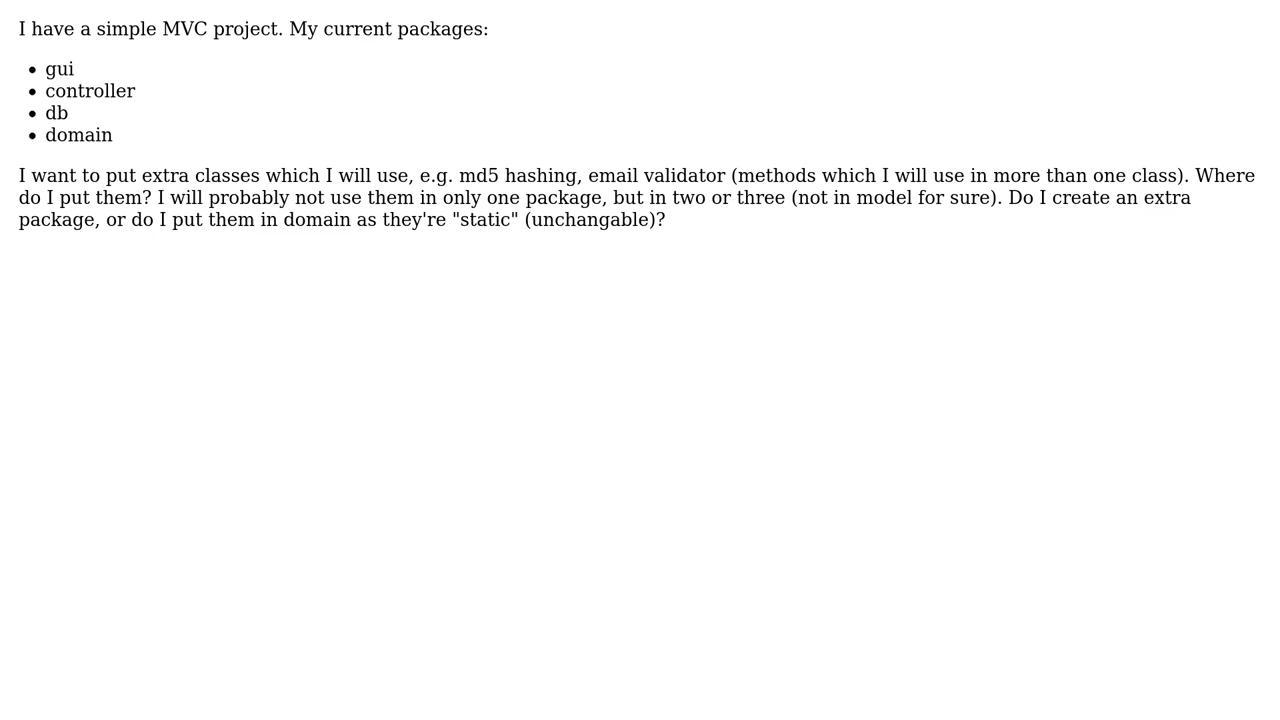 I have a simple MVC project. My current packages:
• gui
• controller
• db
• domain
I want to put extra classes which I will use, e.g. md5 hashing, email validator (methods which I will use in more than one class). Where
do I put them? I will probably not use them in only one package, but in two or three (not in model for sure). Do I create an extra
package, or do I put them in domain as they're "static" (unchangable)?